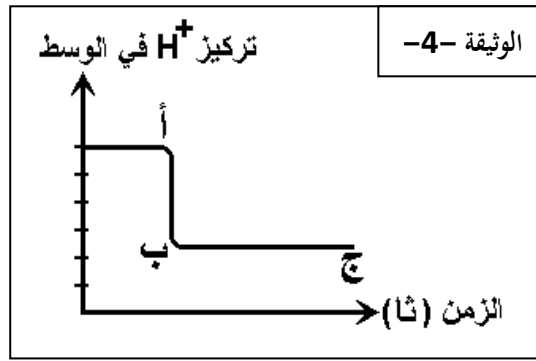 الوثيقة –4–
تركيز H⁺ في الوسط
أ
ب
ج
الزمن (ثا)